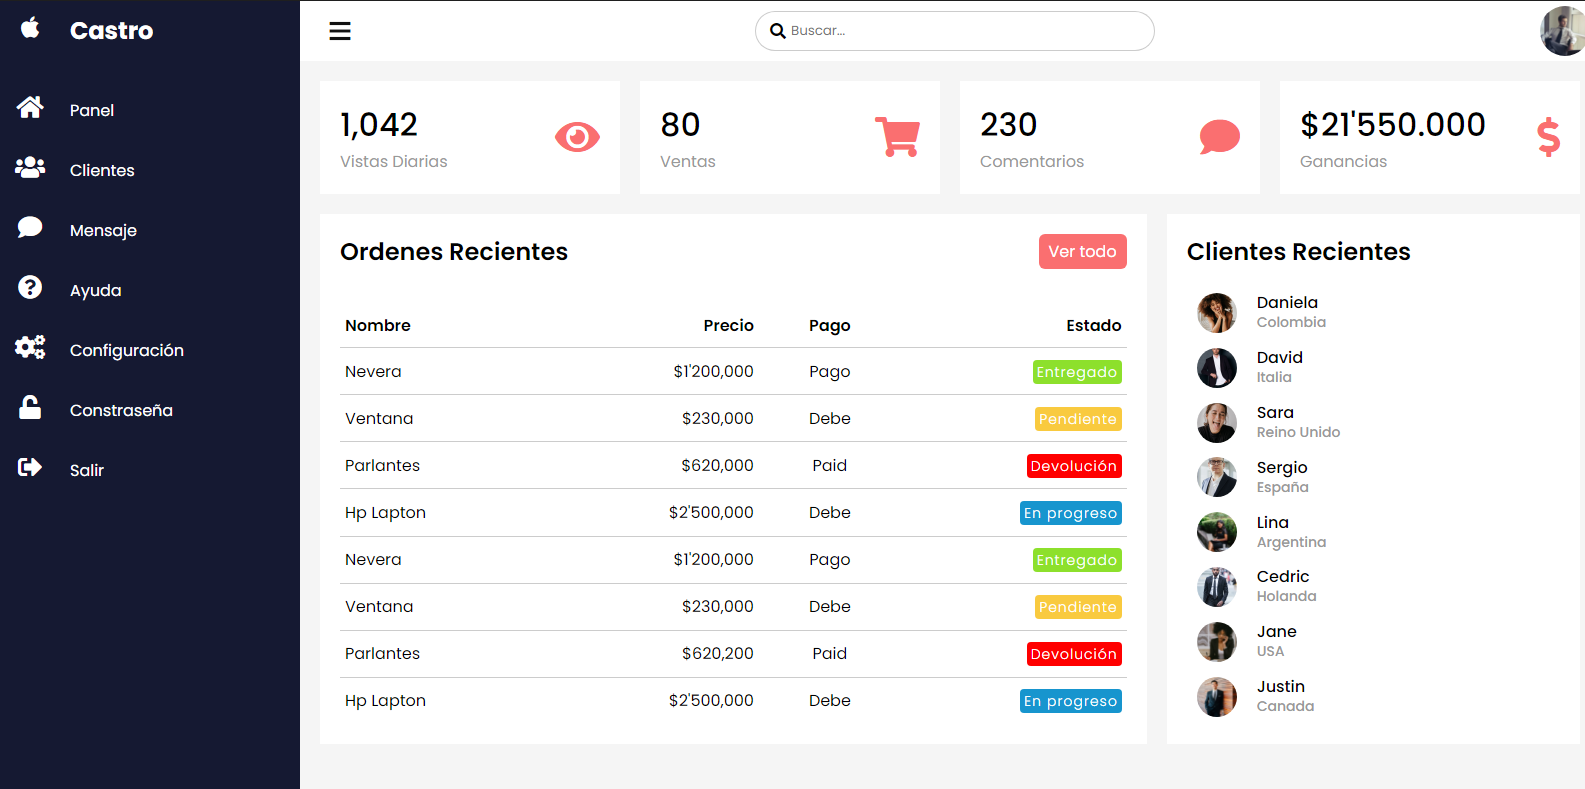 Castro
Buscar...
Panel
Clientes
Mensaje
Ayuda
Configuración
Constraseña
Salir
1,042
Vistas Diarias
80
Ventas
230
Comentarios
$21'550.000
Ganancias
Ordenes Recientes
Ver todo
Nombre Precio Pago Estado
Nevera $1'200,000 Pago Entregado
Ventana $230,000 Debe Pendiente
Parlantes $620,000 Paid Devolución
Hp Lapton $2'500,000 Debe En progreso
Nevera $1'200,000 Pago Entregado
Ventana $230,000 Debe Pendiente
Parlantes $620,200 Paid Devolución
Hp Lapton $2'500,000 Debe En progreso
Clientes Recientes
Daniela
Colombia
David
Italia
Sara
Reino Unido
Sergio
España
Lina
Argentina
Cedric
Holanda
Jane
USA
Justin
Canada